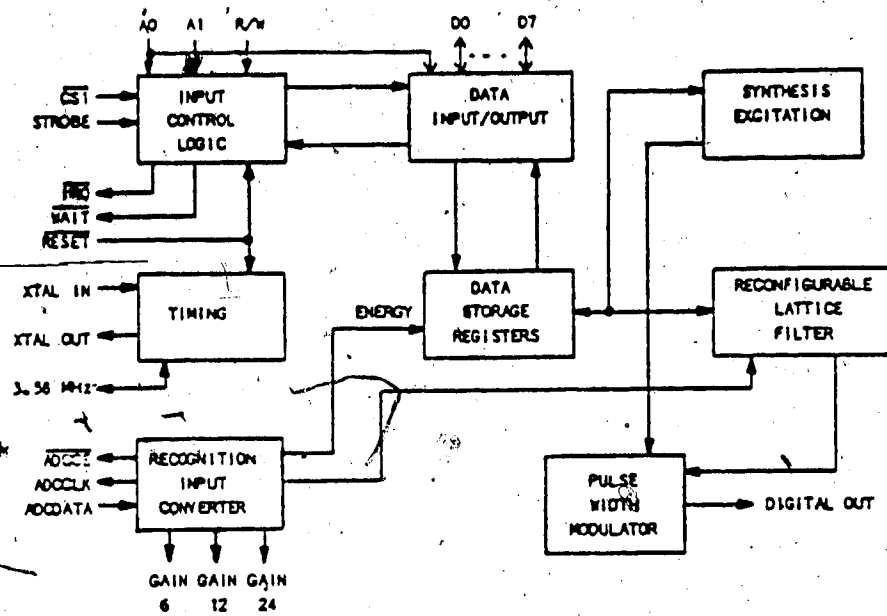 A0 A1 R/W D0 D7
CS1
STROBE
INPUT
CONTROL
LOGIC
DATA
INPUT/OUTPUT
SYNTHESIS
EXCITATION
WAIT
RESET
XTAL IN
XTAL OUT
3.58 MHz
TIMING
ENERGY
DATA
STORAGE
REGISTERS
RECONFIGURABLE
LATTICE
FILTER
ADCCLK
ADCDATA
RECOGNITION
INPUT
CONVERTER
PULSE
WIDTH
MODULATOR
DIGITAL OUT
GAIN GAIN GAIN
6 12 24